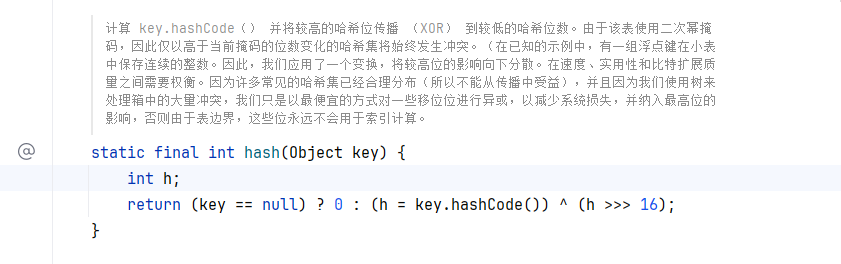 计算 key.hashCode（） 并将较高的哈希位传播 （XOR） 到较低的哈希位数。由于该表使用二次幂掩
码，因此仅以高于当前掩码的位数变化的哈希集将始终发生冲突。（在已知的示例中，有一组浮点键在小表
中保存连续的整数。因此，我们应用了一个变换，将较高位的影响向下分散。在速度、实用性和比特扩展质
量之间需要权衡。因为许多常见的哈希集已经合理分布（所以不能从传播中受益），并且因为我们使用树来
处理箱中的大量冲突，我们只是以最便宜的方式对一些移位位进行异或，以减少系统损失，并纳入最高位的
影响，否则由于表边界，这些位永远不会用于索引计算。
@ static final int hash(Object key) {
int h;
return (key == null) ? 0 : (h = key.hashCode()) ^ (h >>> 16);
}